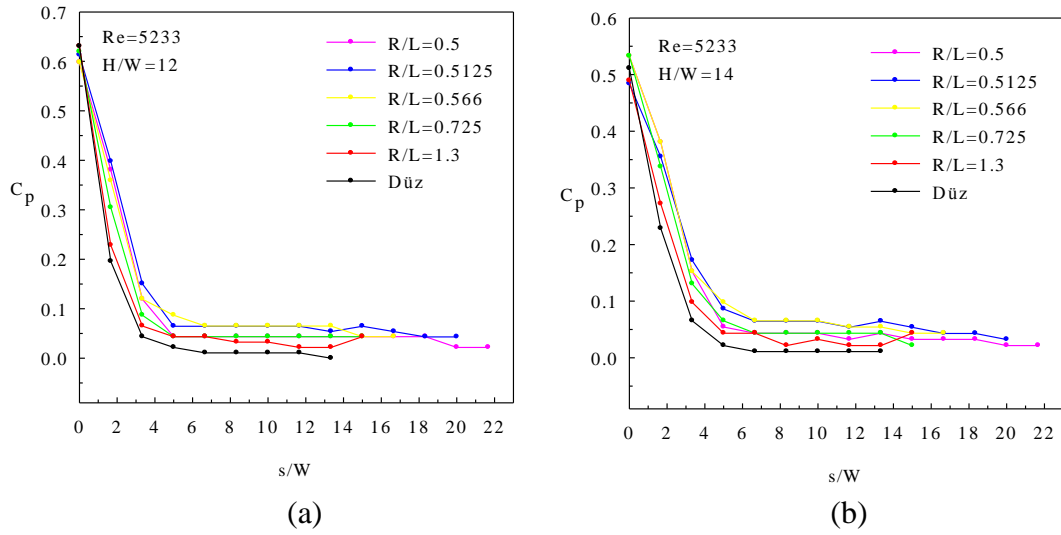 0.7
0.6
0.5
0.4
0.3
0.2
0.1
0.0
Cp
Re=5233
H/W=12
R/L=0.5
R/L=0.5125
R/L=0.566
R/L=0.725
R/L=1.3
Düz
0 2 4 6 8 10 12 14 16 18 20 22
s/W
(a)
0.6
0.5
0.4
0.3
0.2
0.1
0.0
Cp
Re=5233
H/W=14
R/L=0.5
R/L=0.5125
R/L=0.566
R/L=0.725
R/L=1.3
Düz
0 2 4 6 8 10 12 14 16 18 20 22
s/W
(b)